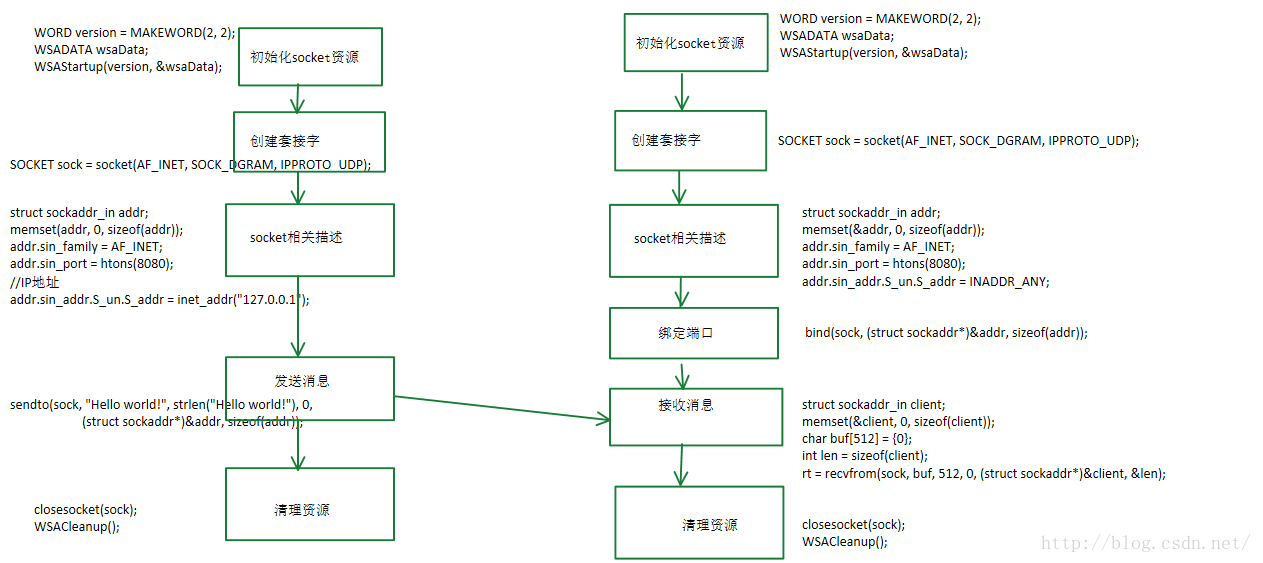 WORD version = MAKEWORD(2, 2);
WSADATA wsaData;
WSAStartup(version, &wsaData);
初始化socket资源
创建套接字
SOCKET sock = socket(AF_INET, SOCK_DGRAM, IPPROTO_UDP);
struct sockaddr_in addr;
memset(addr, 0, sizeof(addr));
addr.sin_family = AF_INET;
addr.sin_port = htons(8080);
//IP地址
addr.sin_addr.S_un.S_addr = inet_addr("127.0.0.1");
socket相关描述
发送消息
sendto(sock, "Hello world!", strlen("Hello world!"), 0,
(struct sockaddr*)&addr, sizeof(addr));
清理资源
closesocket(sock);
WSACleanup();
初始化socket资源
WORD version = MAKEWORD(2, 2);
WSADATA wsaData;
WSAStartup(version, &wsaData);
创建套接字
SOCKET sock = socket(AF_INET, SOCK_DGRAM, IPPROTO_UDP);
socket相关描述
struct sockaddr_in addr;
memset(&addr, 0, sizeof(addr));
addr.sin_family = AF_INET;
addr.sin_port = htons(8080);
addr.sin_addr.S_un.S_addr = INADDR_ANY;
绑定端口
bind(sock, (struct sockaddr*)&addr, sizeof(addr));
接收消息
struct sockaddr_in client;
memset(&client, 0, sizeof(client));
char buf[512] = {0};
int len = sizeof(client);
rt = recvfrom(sock, buf, 512, 0, (struct sockaddr*)&client, &len);
清理资源
closesocket(sock);
WSACleanup();
http://blog.csdn.net/